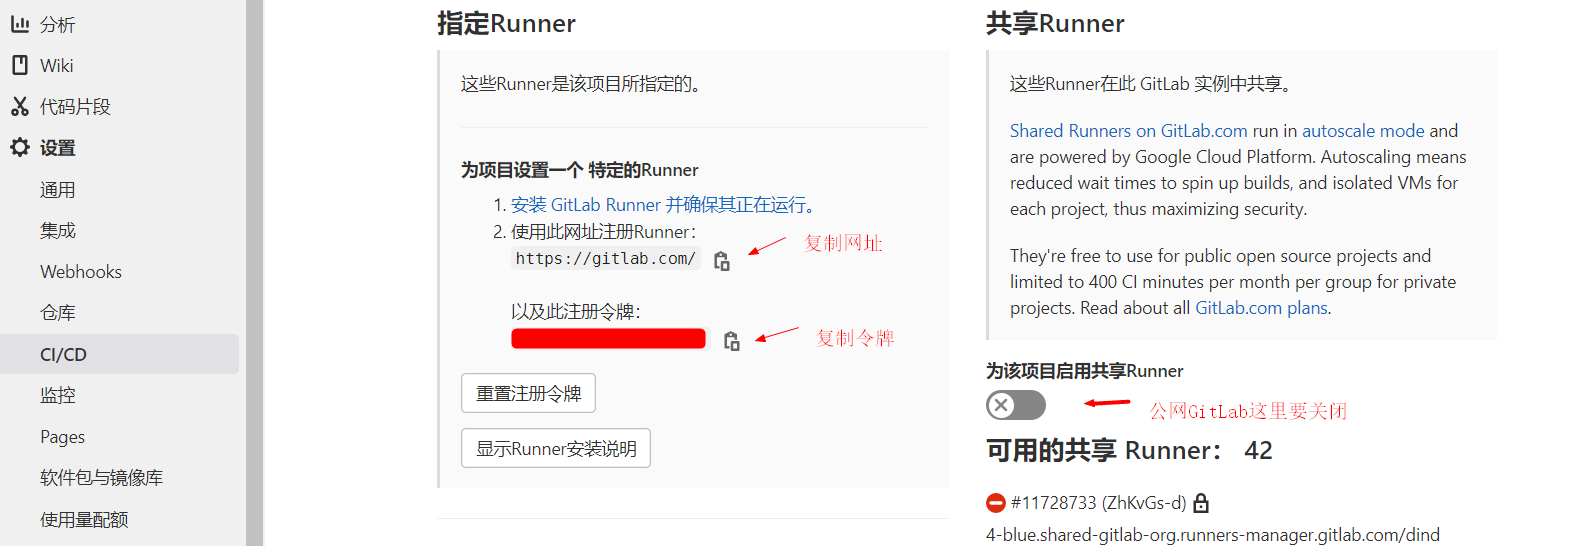 分析
Wiki
代码片段
设置
通用
集成
Webhooks
仓库
CI/CD
监控
Pages
软件包与镜像库
使用量配额
指定Runner
这些Runner是该项目所指定的。
为项目设置一个 特定的Runner
1. 安装 GitLab Runner 并确保其正在运行。
2. 使用此网址注册Runner：
https://gitlab.com/
复制网址
以及此注册令牌：
复制令牌
重置注册令牌
显示Runner安装说明
共享Runner
这些Runner在此 GitLab 实例中共享。
Shared Runners on GitLab.com run in autoscale mode and
are powered by Google Cloud Platform. Autoscaling means
reduced wait times to spin up builds, and isolated VMs for
each project, thus maximizing security.
They're free to use for public open source projects and
limited to 400 CI minutes per month per group for private
projects. Read about all GitLab.com plans.
为该项目启用共享Runner
公网GitLab这里要关闭
可用的共享 Runner： 42
#11728733 (ZhKvGs-d)
4-blue.shared-gitlab-org.runners-manager.gitlab.com/dind